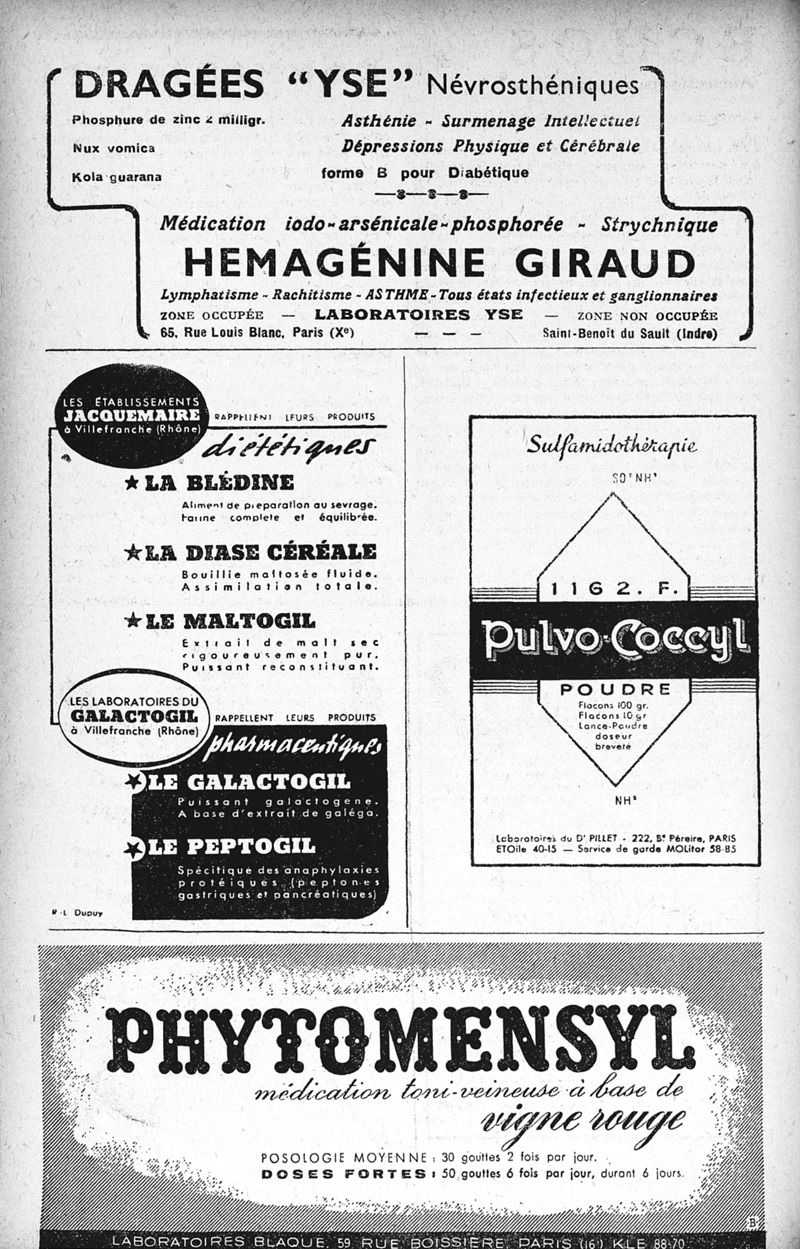 DRAGÉES “YSE” Névrosthéniques
Phosphure de zinc 2 milligr.
Nux vomica
Kola guarana
Asthénie - Surmenage Intellectuel
Dépressions Physique et Cérébrale
forme B pour Diabétique
Médication iodo-arsénicale-phosphorée - Strychnique
HEMAGÉNINE GIRAUD
Lymphatisme - Rachitisme - ASTHME - Tous états infectieux et ganglionnaires
ZONE OCCUPÉE — LABORATOIRES YSE — ZONE NON OCCUPÉE
65, Rue Louis Blanc, Paris (Xe) — — — Saint-Benoît du Sault (Indre)
LES ÉTABLISSEMENTS
JACQUEMAIRE
à Villefranche (Rhône)
RAPPELLENT LEURS PRODUITS
diététiques
LA BLÉDINE
Aliment de préparation au sevrage.
Farine complète et équilibrée.
LA DIASE CÉRÉALE
Bouillie maltosée fluide.
Assimilation totale.
LE MALTOGIL
Extrait de malt sec
rigoureusement pur.
Puissant reconstituant.
LES LABORATOIRES DU
GALACTOGIL
à Villefranche (Rhône)
RAPPELLENT LEURS PRODUITS
pharmaceutiques
LE GALACTOGIL
Puissant galactogène.
A base d'extrait de galéga.
LE PEPTOGIL
Spécifique des anaphylaxies
protéiques (peptones
gastriques et pancréatiques)
R.L. Dupuy
Sulfamidothérapie
SO²NH²
1162. F.
Pulvo-Coccyl
POUDRE
Flacons 100 gr.
Flacons 10 gr
Lance-Poudre
doseur
breveté
NH²
Laboratoires du Dr PILLET - 222, Bd Péreire, PARIS
ETOile 40-15 — Service de garde MOLitor 58-85
PHYTOMENSYL
médication toni-veineuse à base de
vigne rouge
POSOLOGIE MOYENNE : 30 gouttes 2 fois par jour.
DOSES FORTES : 50 gouttes 6 fois par jour, durant 6 jours.
B
LABORATOIRES BLAQUE, 59 RUE BOISSIÈRE, PARIS (16e) KLE 88-70